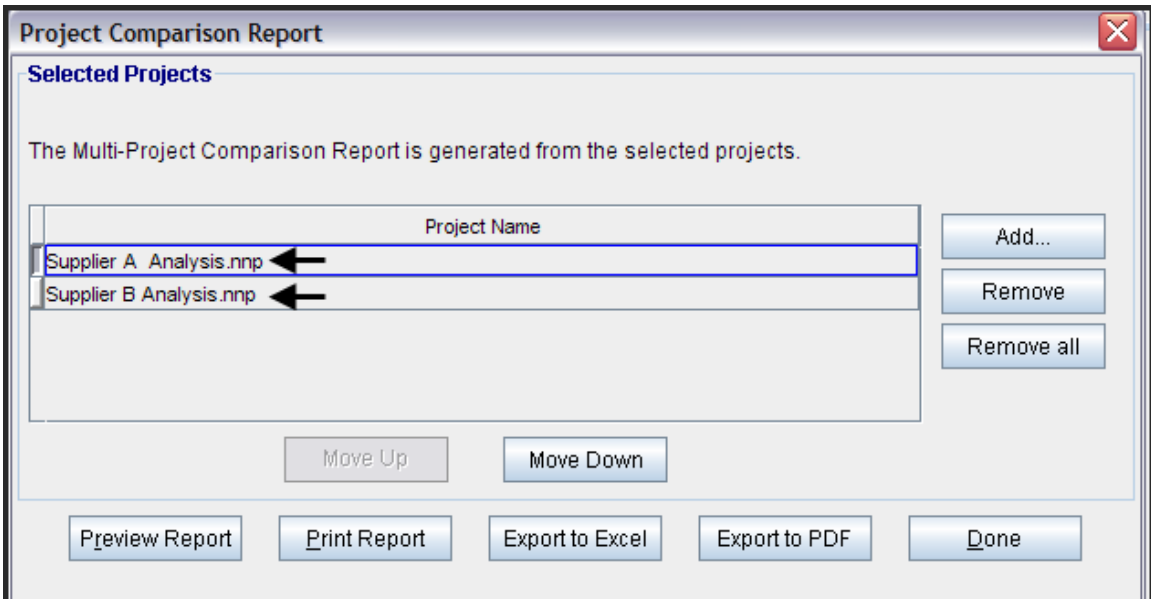 Project Comparison Report
Selected Projects
The Multi-Project Comparison Report is generated from the selected projects.
Project Name
Supplier A  Analysis.nnp
Supplier B Analysis.nnp
Add...
Remove
Remove all
Move Up
Move Down
Preview Report
Print Report
Export to Excel
Export to PDF
Done